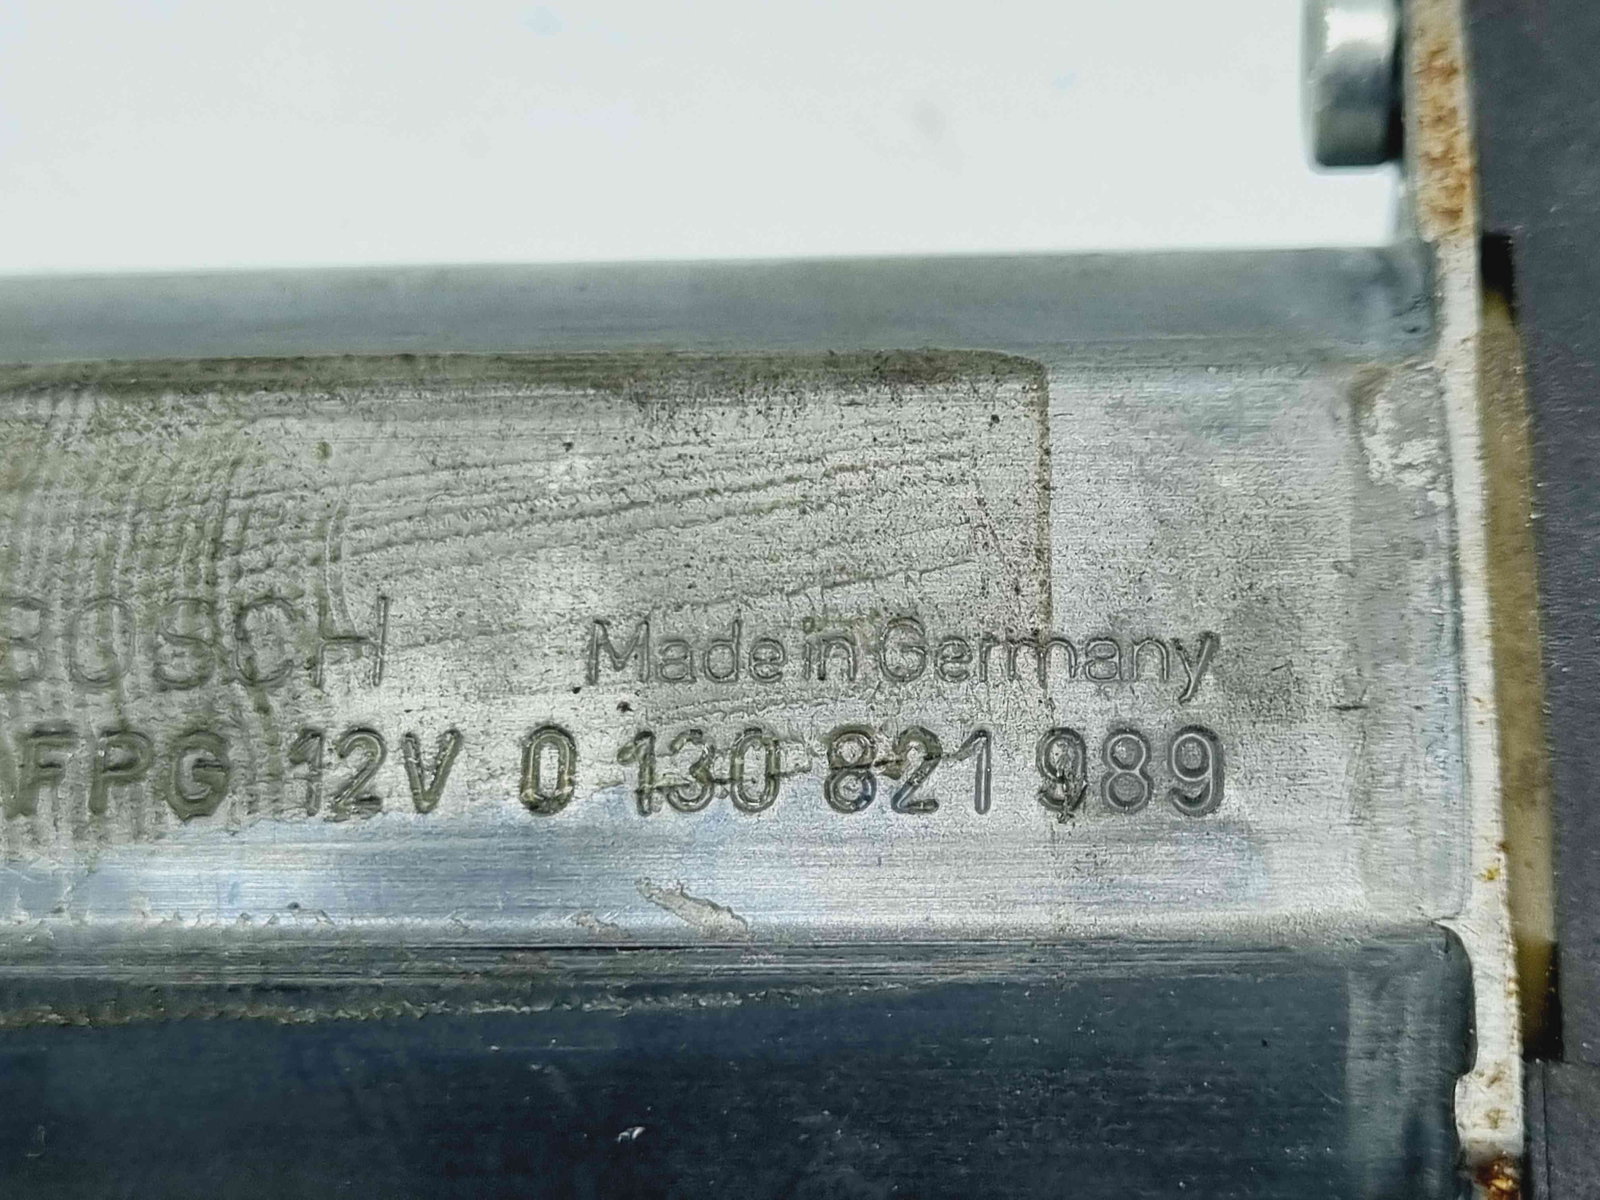 BOSCH Made in Germany
FPG 12V 0 130 821 989